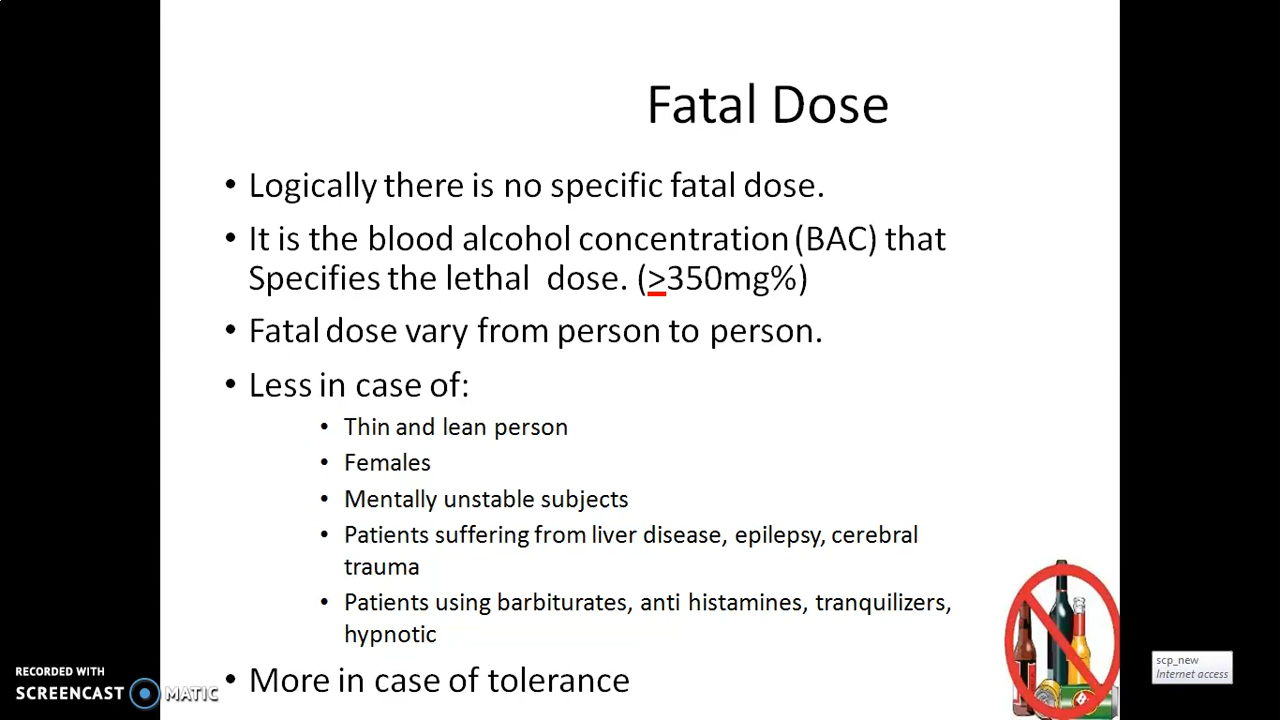 Fatal Dose
• Logically there is no specific fatal dose.
• It is the blood alcohol concentration (BAC) that
Specifies the lethal dose. (>350mg%)
• Fatal dose vary from person to person.
• Less in case of:
• Thin and lean person
• Females
• Mentally unstable subjects
• Patients suffering from liver disease, epilepsy, cerebral
trauma
• Patients using barbiturates, anti histamines, tranquilizers,
hypnotic
• More in case of tolerance
RECORDED WITH
SCREENCAST MATIC
scp_new
Internet access